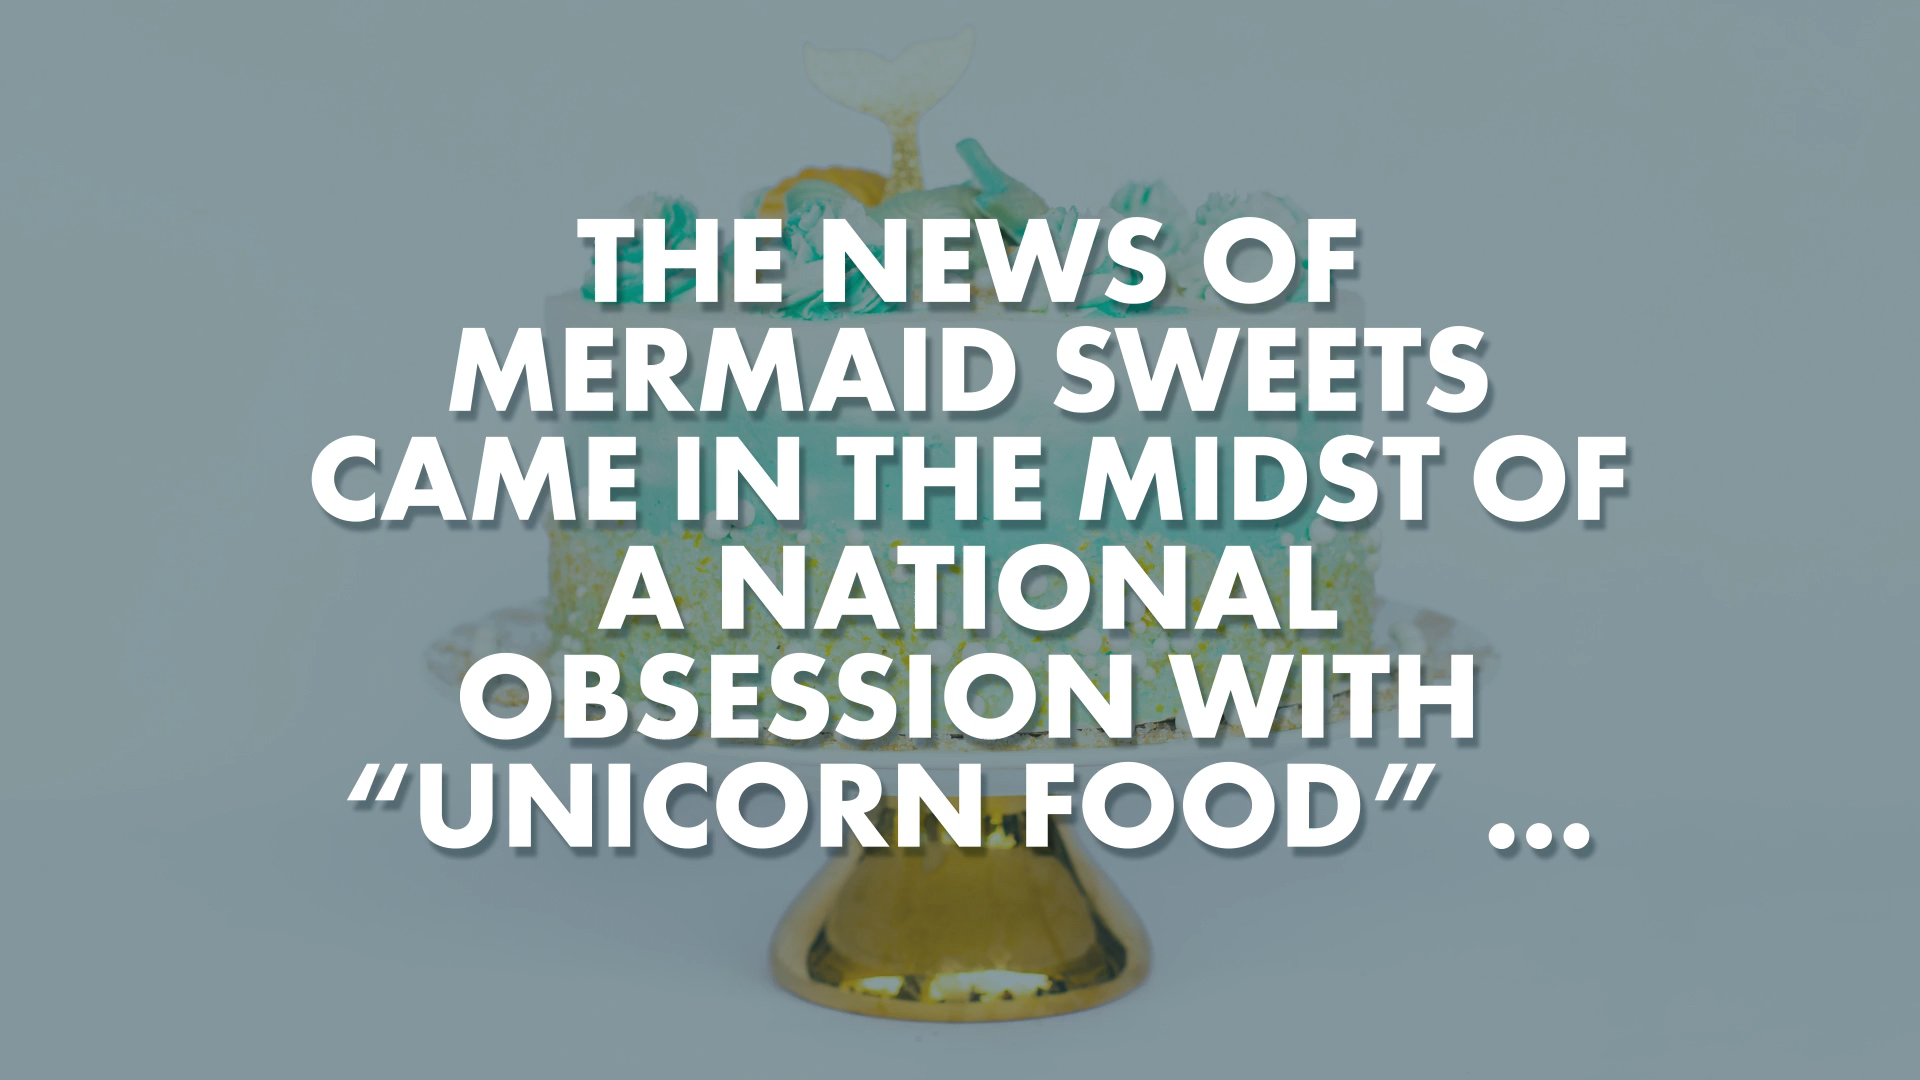 THE NEWS OF
MERMAID SWEETS
CAME IN THE MIDST OF
A NATIONAL
OBSESSION WITH
“UNICORN FOOD” ...